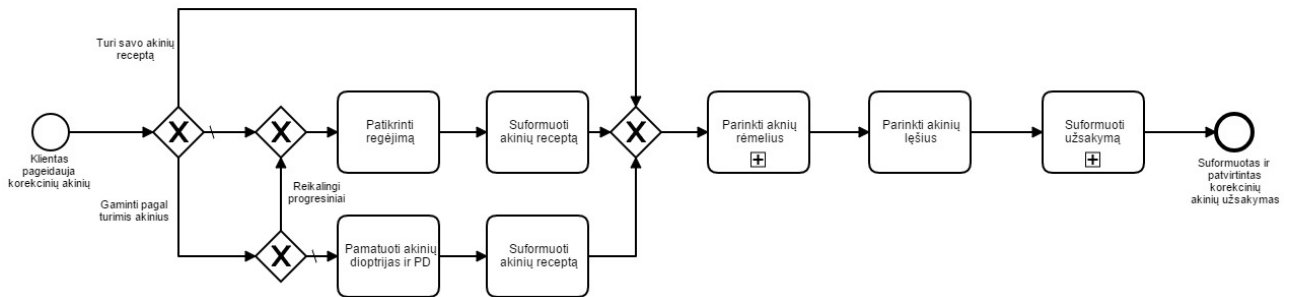 Turi savo akinių
receptą
Klientas
pageidauja
korekcinių akinių
Gaminti pagal
turimis akinius
Reikalingi
progresiniai
Patikrinti
regėjimą
Suformuoti
akinių receptą
Pamatuoti akinių
dioptrijas ir PD
Suformuoti
akinių receptą
Parinkti aknių
rėmelius
Parinkti akinių
lęšius
Suformuoti
užsakymą
Suformuotas ir
patvirtintas
korekcinių
akinių užsakymas